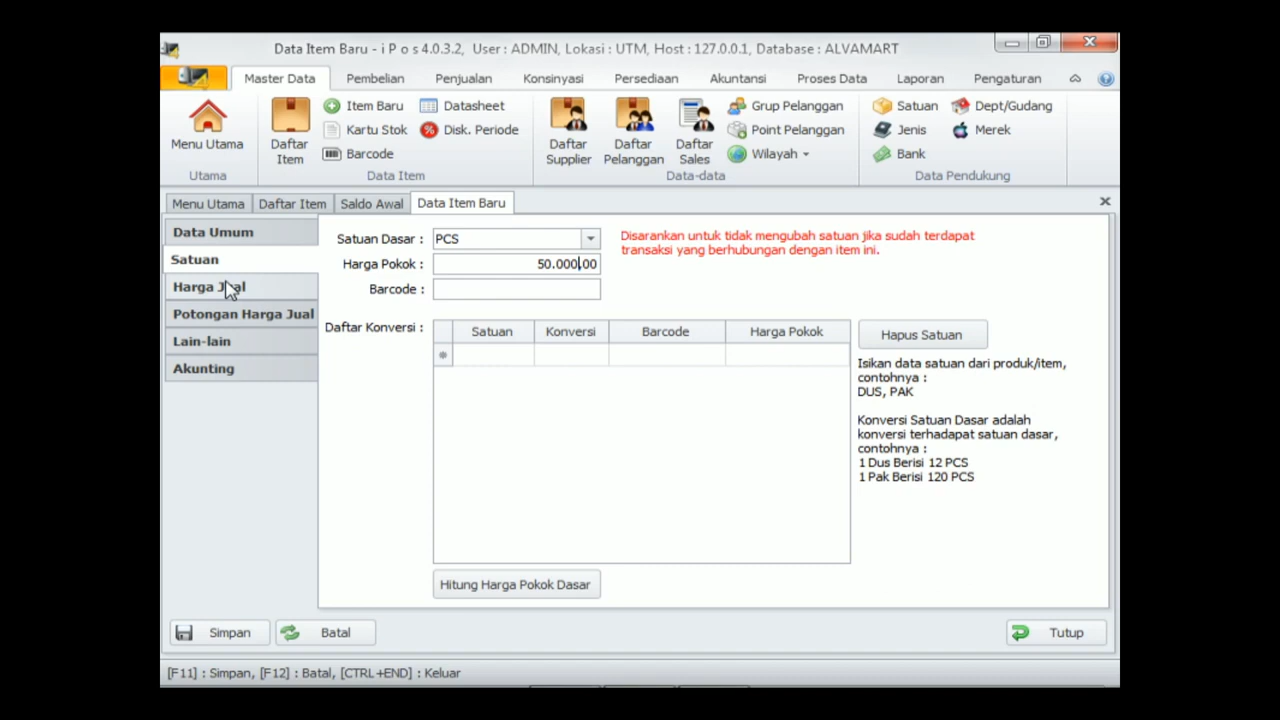 Data Item Baru - i P o s 4.0.3.2, User : ADMIN, Lokasi : UTM, Host : 127.0.0.1, Database : ALVAMART
Master Data Pembelian Penjualan Konsinyasi Persediaan Akuntansi Proses Data Laporan Pengaturan
Menu Utama
Utama
Daftar Item
Item Baru
Kartu Stok
Barcode
Datasheet
Disk. Periode
Data Item
Daftar Supplier
Daftar Pelanggan
Daftar Sales
Grup Pelanggan
Point Pelanggan
Wilayah
Data-data
Satuan
Jenis
Bank
Dept/Gudang
Merek
Data Pendukung
Menu Utama Daftar Item Saldo Awal Data Item Baru
Data Umum
Satuan
Harga Jual
Potongan Harga Jual
Lain-lain
Akunting
Satuan Dasar : PCS
Harga Pokok : 50.000,00
Barcode :
Disarankan untuk tidak mengubah satuan jika sudah terdapat
transaksi yang berhubungan dengan item ini.
Daftar Konversi :
Satuan Konversi Barcode Harga Pokok
Hapus Satuan
Isikan data satuan dari produk/item,
contohnya :
DUS, PAK
Konversi Satuan Dasar adalah
konversi terhadapat satuan dasar,
contohnya :
1 Dus Berisi 12 PCS
1 Pak Berisi 120 PCS
Hitung Harga Pokok Dasar
Simpan Batal Tutup
[F11] : Simpan, [F12] : Batal, [CTRL+END] : Keluar